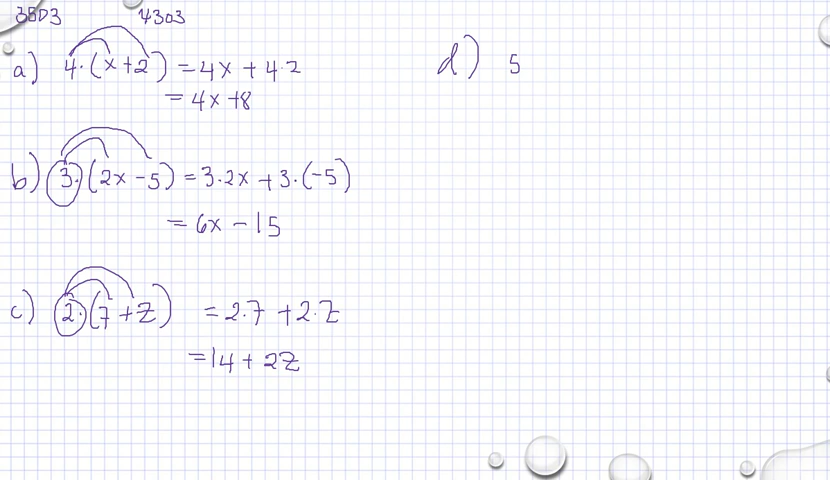 3503 4303
a) 4·(x+2) = 4x + 4·2
= 4x +8
b) 3·(2x - 5) = 3·2x + 3·(-5)
= 6x - 15
c) 2·(7 + z) = 2·7 + 2·z
= 14 + 2z
d) 5